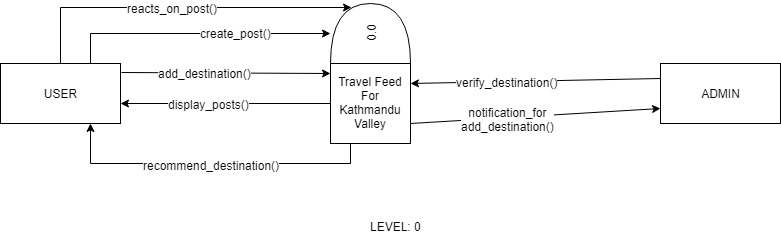 reacts_on_post()
create_post()
0.0
add_destination()
display_posts()
recommend_destination()
USER
Travel Feed
For
Kathmandu
Valley
verify_destination()
notification_for
add_destination()
ADMIN
LEVEL: 0